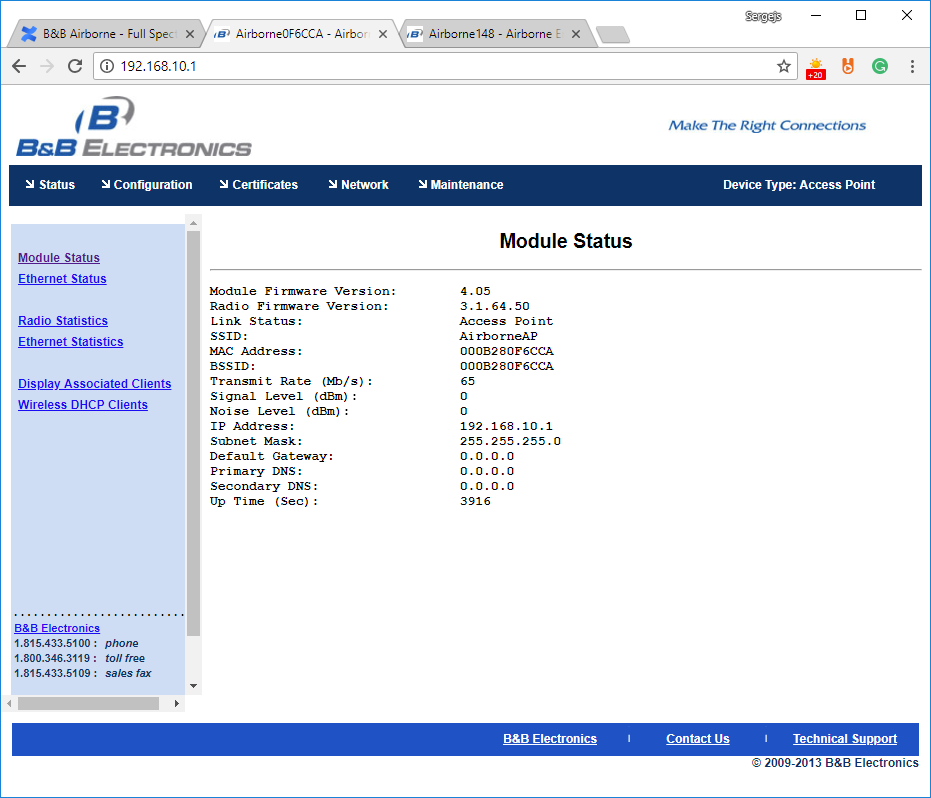 Sergejs
B&B Airborne - Full Spect
Airborne0F6CCA - Airbor
Airborne148 - Airborne E
192.168.10.1
+20
B
B&B ELECTRONICS
Make The Right Connections
Status Configuration Certificates Network Maintenance Device Type: Access Point
Module Status
Ethernet Status
Radio Statistics
Ethernet Statistics
Display Associated Clients
Wireless DHCP Clients
B&B Electronics
1.815.433.5100 : phone
1.800.346.3119 : toll free
1.815.433.5109 : sales fax
Module Status
Module Firmware Version: 4.05
Radio Firmware Version: 3.1.64.50
Link Status: Access Point
SSID: AirborneAP
MAC Address: 000B280F6CCA
BSSID: 000B280F6CCA
Transmit Rate (Mb/s): 65
Signal Level (dBm): 0
Noise Level (dBm): 0
IP Address: 192.168.10.1
Subnet Mask: 255.255.255.0
Default Gateway: 0.0.0.0
Primary DNS: 0.0.0.0
Secondary DNS: 0.0.0.0
Up Time (Sec): 3916
B&B Electronics | Contact Us | Technical Support
© 2009-2013 B&B Electronics